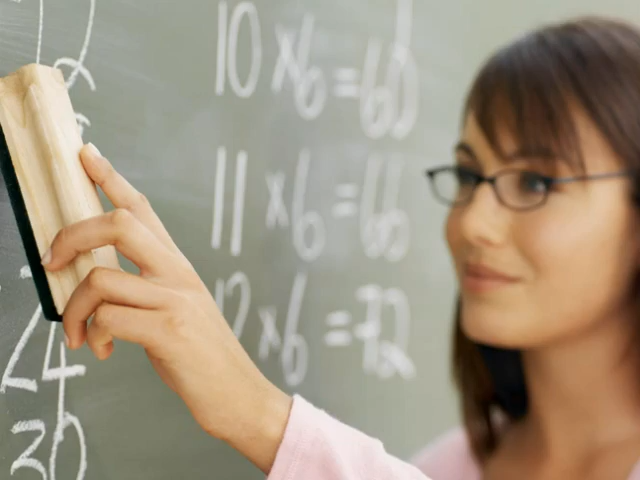 10 x 6 = 60
11 x 6 = 66
12 x 6 = 72
24
30